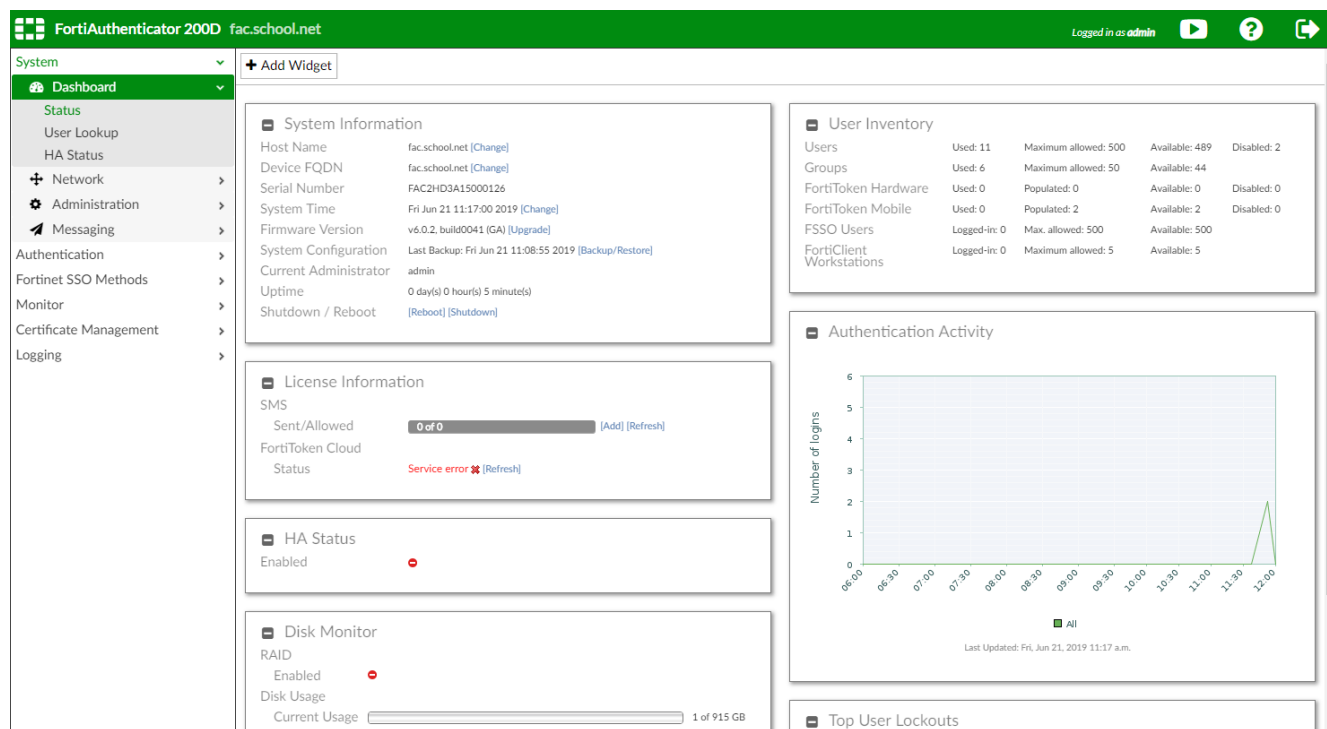 FortiAuthenticator 200D fac.school.net
Logged in as admin
System
Dashboard
Status
User Lookup
HA Status
Network
Administration
Messaging
Authentication
Fortinet SSO Methods
Monitor
Certificate Management
Logging
Add Widget
System Information
Host Name fac.school.net [Change]
Device FQDN fac.school.net [Change]
Serial Number FAC2HD3A15000126
System Time Fri Jun 21 11:17:00 2019 [Change]
Firmware Version v6.0.2, build0041 (GA) [Upgrade]
System Configuration Last Backup: Fri Jun 21 11:08:55 2019 [Backup/Restore]
Current Administrator admin
Uptime 0 day(s) 0 hour(s) 5 minute(s)
Shutdown / Reboot [Reboot] [Shutdown]
License Information
SMS
Sent/Allowed 0 of 0 [Add] [Refresh]
FortiToken Cloud
Status Service error [Refresh]
HA Status
Enabled
Disk Monitor
RAID
Enabled
Disk Usage
Current Usage 1 of 915 GB
User Inventory
Users Used: 11 Maximum allowed: 500 Available: 489 Disabled: 2
Groups Used: 6 Maximum allowed: 50 Available: 44
FortiToken Hardware Used: 0 Populated: 0 Available: 0 Disabled: 0
FortiToken Mobile Used: 0 Populated: 2 Available: 2 Disabled: 0
FSSO Users Logged-in: 0 Max. allowed: 500 Available: 500
FortiClient Logged-in: 0 Maximum allowed: 5 Available: 5
Workstations
Authentication Activity
Number of logins
6
5
4
3
2
1
0
06:00 06:30 07:00 07:30 08:00 08:30 09:00 09:30 10:00 10:30 11:00 11:30 12:00
All
Last Updated: Fri, Jun 21, 2019 11:17 a.m.
Top User Lockouts